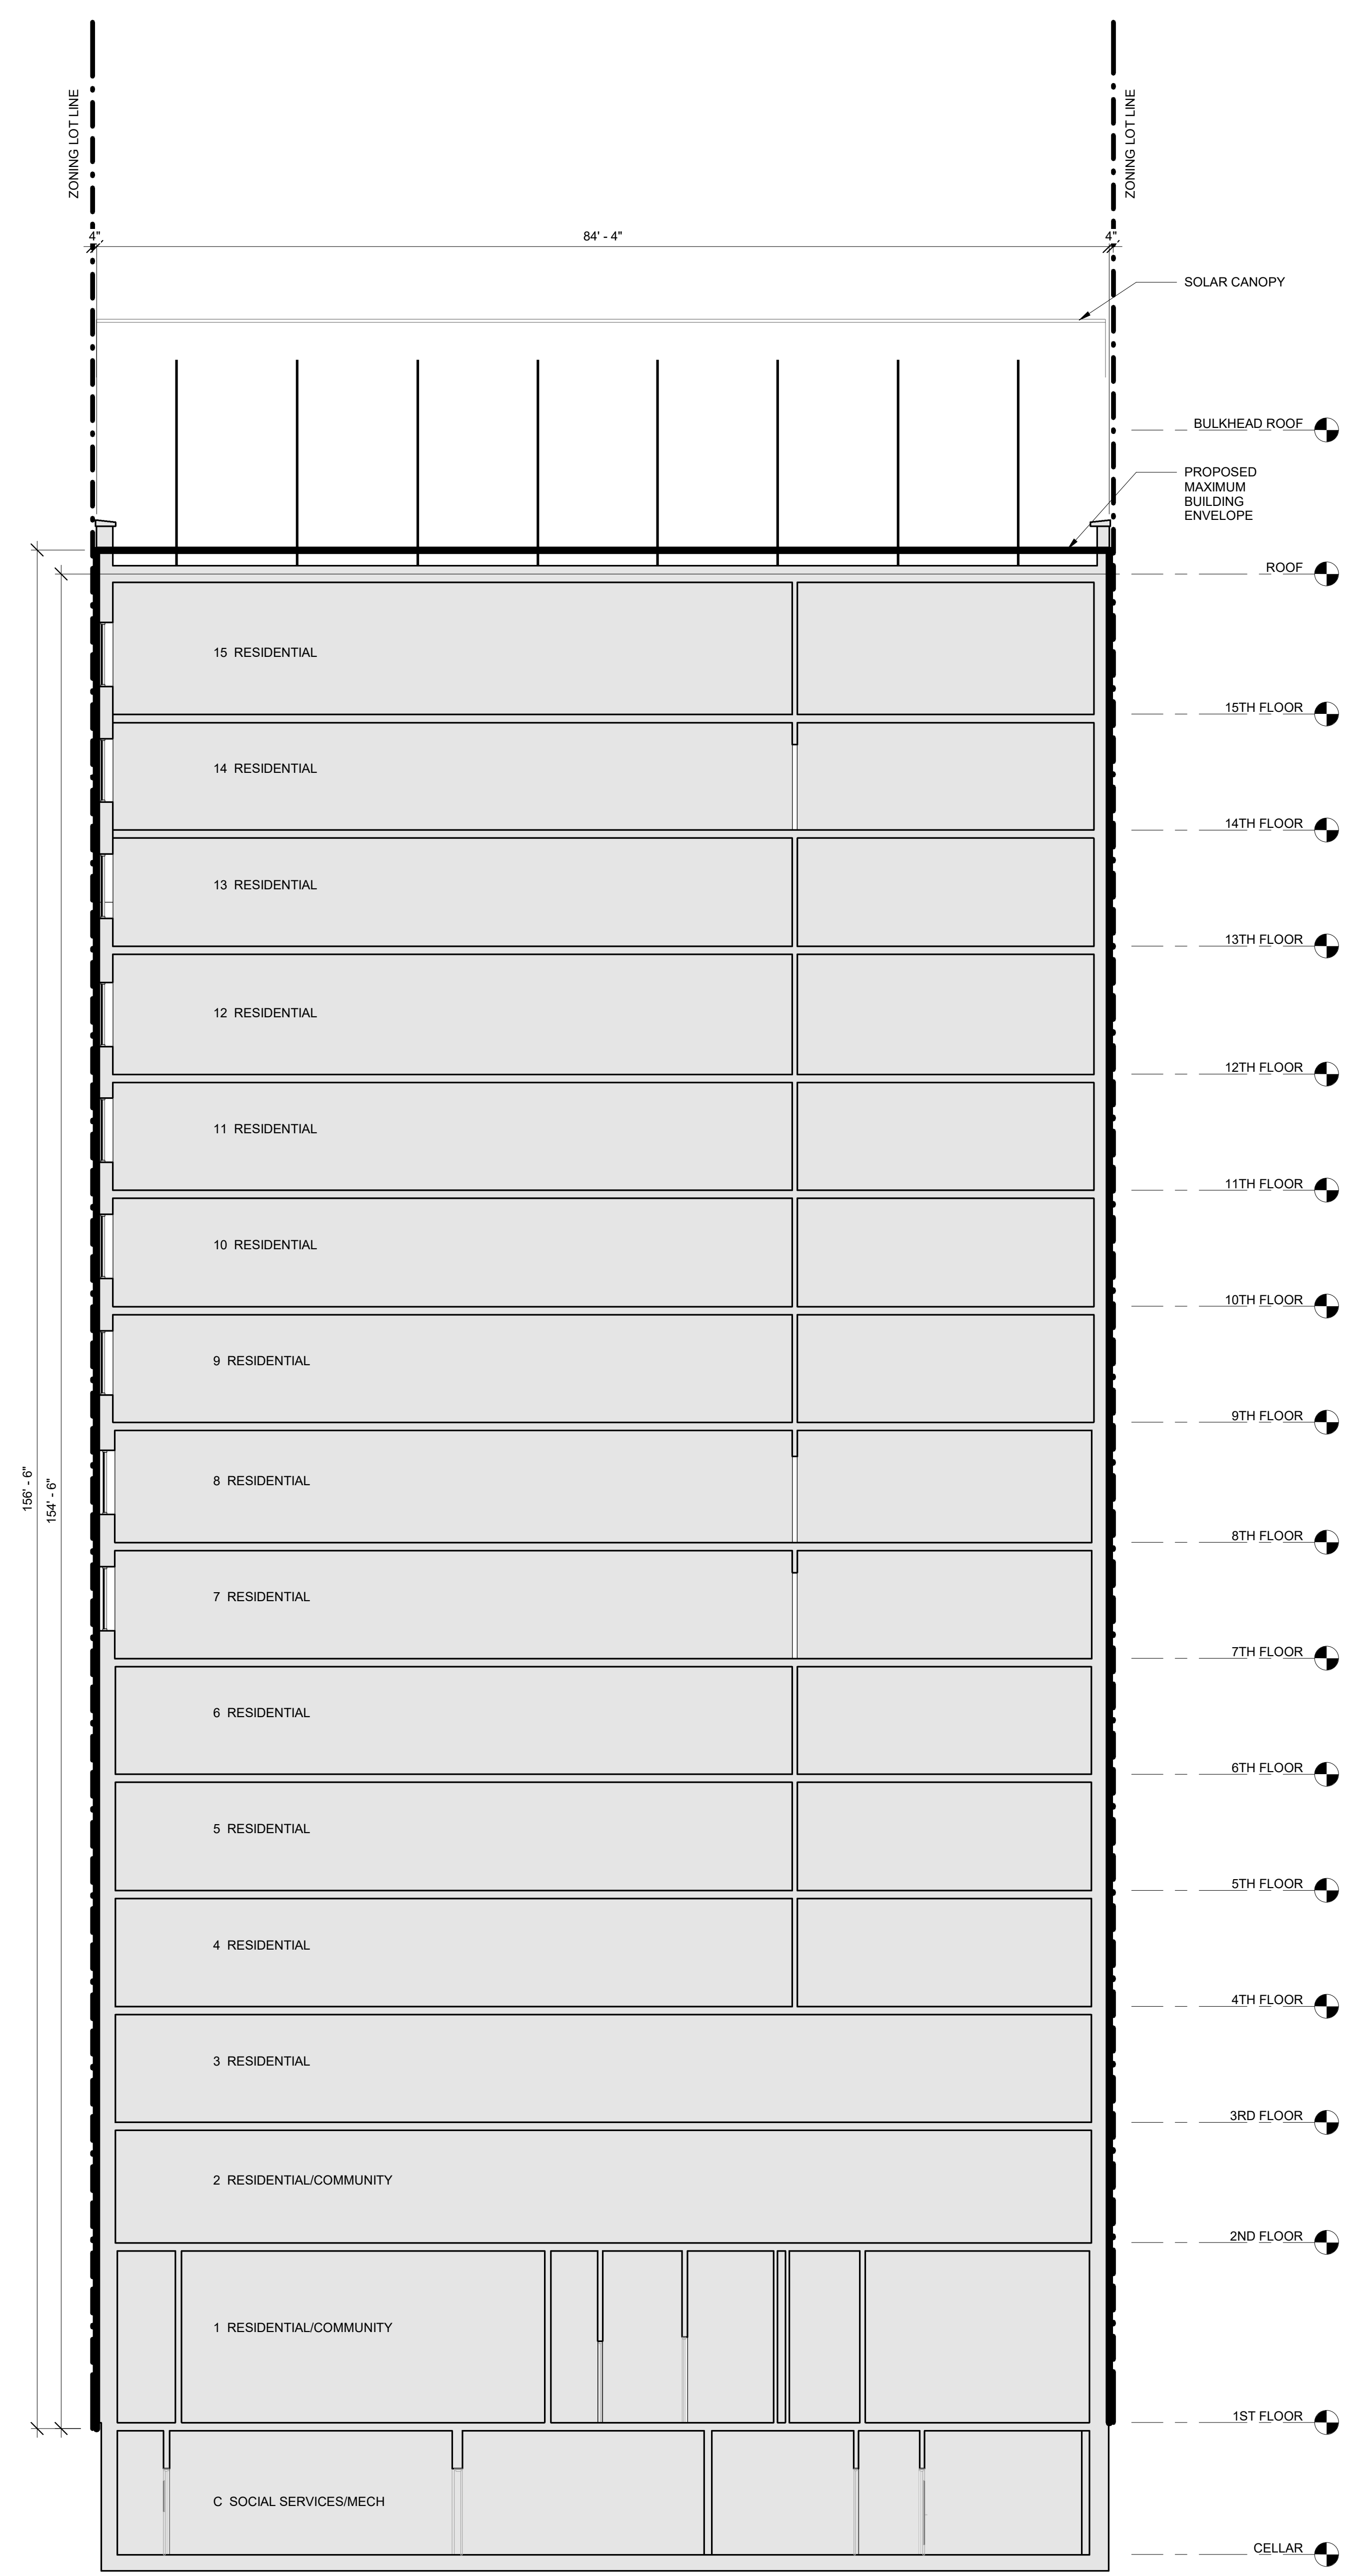 ZONING LOT LINE
ZONING LOT LINE
4"
84' - 4"
4"
SOLAR CANOPY
BULKHEAD ROOF
PROPOSED
MAXIMUM
BUILDING
ENVELOPE
ROOF
15 RESIDENTIAL
15TH FLOOR
14 RESIDENTIAL
14TH FLOOR
13 RESIDENTIAL
13TH FLOOR
12 RESIDENTIAL
12TH FLOOR
11 RESIDENTIAL
11TH FLOOR
10 RESIDENTIAL
10TH FLOOR
9 RESIDENTIAL
9TH FLOOR
156' - 6"
154' - 6"
8 RESIDENTIAL
8TH FLOOR
7 RESIDENTIAL
7TH FLOOR
6 RESIDENTIAL
6TH FLOOR
5 RESIDENTIAL
5TH FLOOR
4 RESIDENTIAL
4TH FLOOR
3 RESIDENTIAL
3RD FLOOR
2 RESIDENTIAL/COMMUNITY
2ND FLOOR
1 RESIDENTIAL/COMMUNITY
1ST FLOOR
C SOCIAL SERVICES/MECH
CELLAR